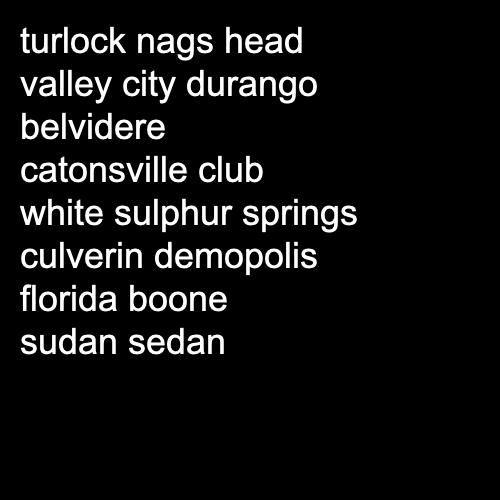 turlock nags head
valley city durango
belvidere
catonsville club
white sulphur springs
culverin demopolis
florida boone
sudan sedan